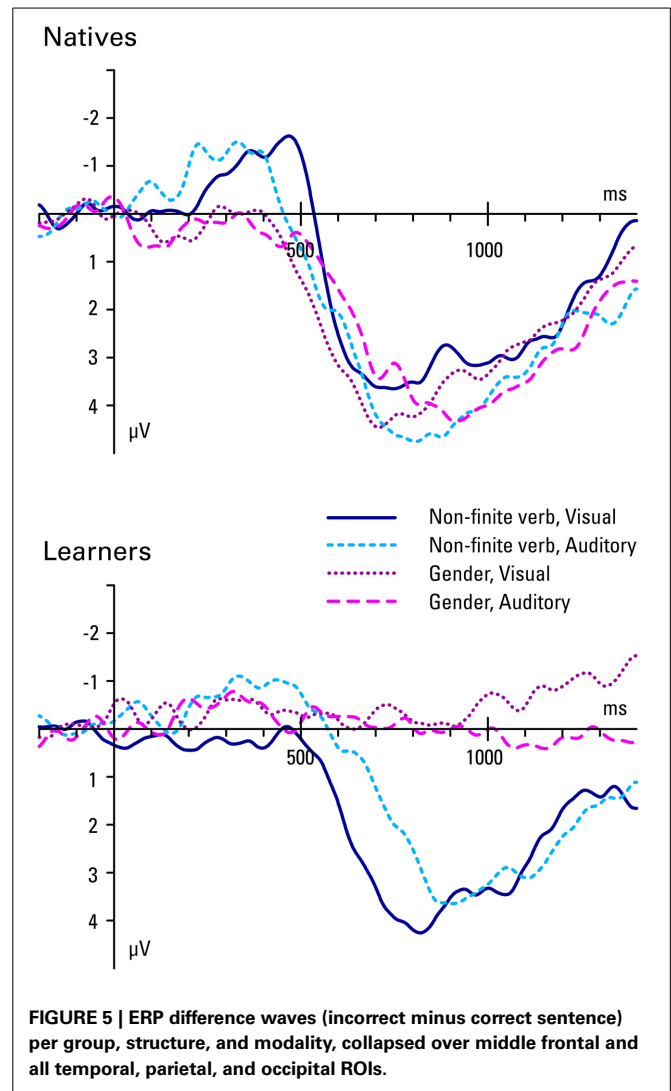 Natives
-2
-1
ms
500
1000
1
2
3
4
µV
Non-finite verb, Visual
Non-finite verb, Auditory
Gender, Visual
Gender, Auditory
Learners
-2
-1
ms
500
1000
1
2
3
4
µV
FIGURE 5 | ERP difference waves (incorrect minus correct sentence)
per group, structure, and modality, collapsed over middle frontal and
all temporal, parietal, and occipital ROIs.